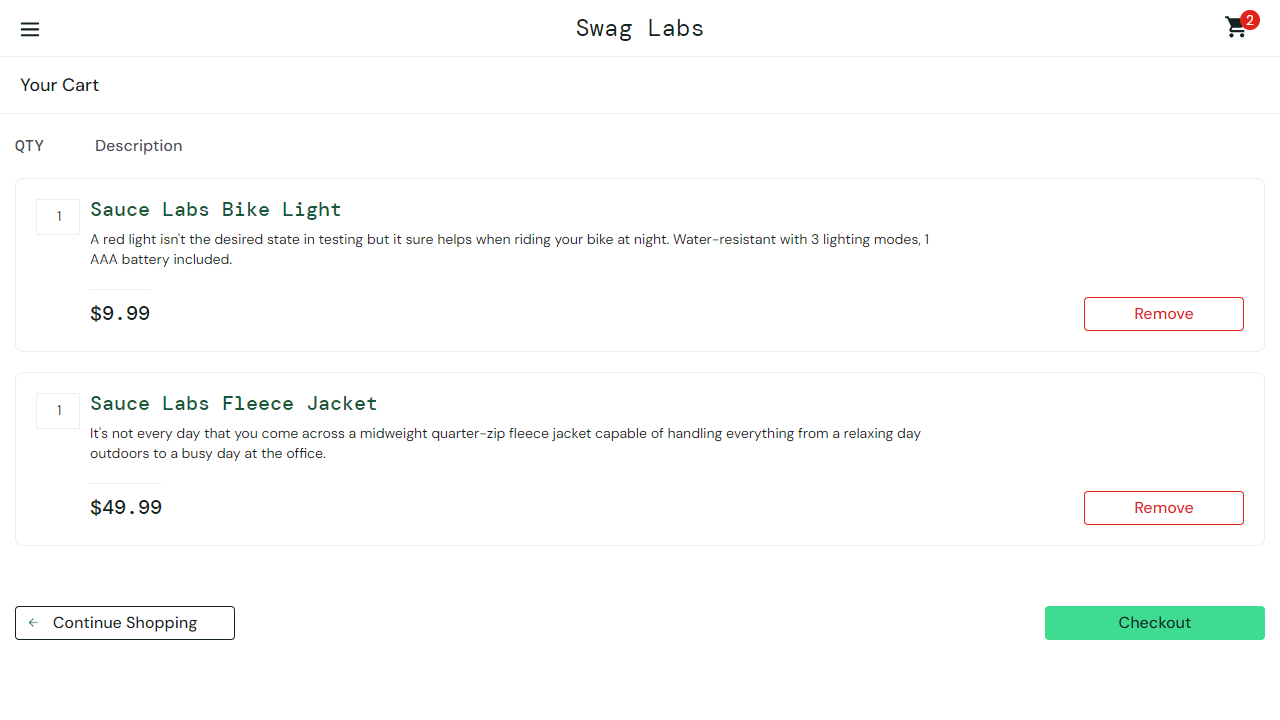 Swag Labs
2
Your Cart
QTY Description
1
Sauce Labs Bike Light
A red light isn't the desired state in testing but it sure helps when riding your bike at night. Water-resistant with 3 lighting modes, 1
AAA battery included.
$9.99
Remove
1
Sauce Labs Fleece Jacket
It's not every day that you come across a midweight quarter-zip fleece jacket capable of handling everything from a relaxing day
outdoors to a busy day at the office.
$49.99
Remove
Continue Shopping
Checkout